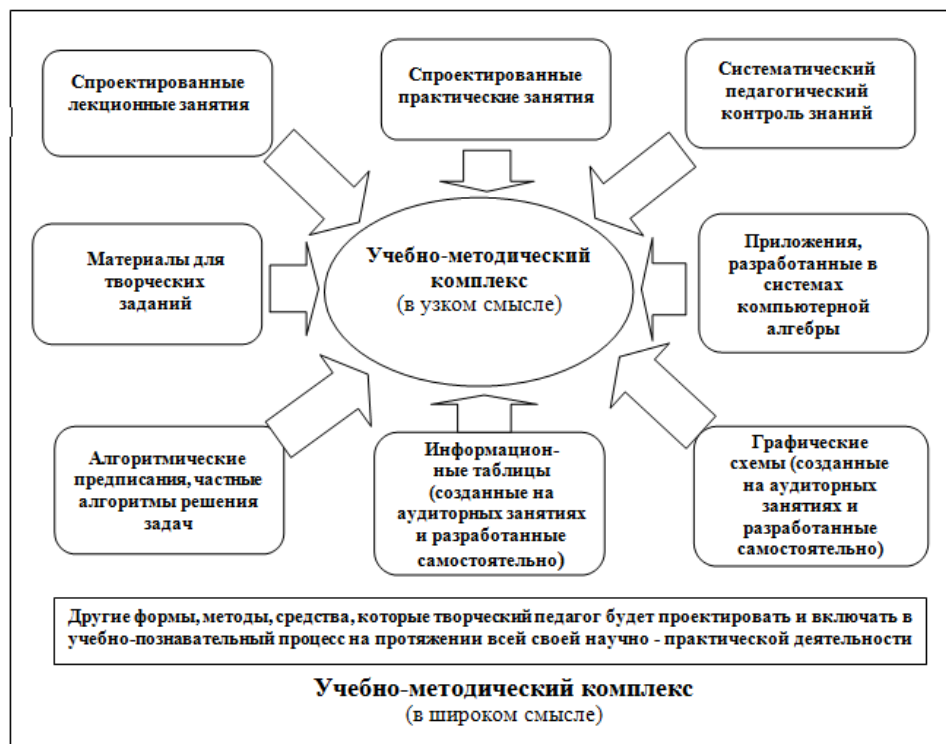 Спроектированные
лекционные занятия
Спроектированные
практические занятия
Систематический
педагогический
контроль знаний
Материалы для
творческих
заданий
Учебно-методический
комплекс
(в узком смысле)
Приложения,
разработанные в
системах
компьютерной
алгебры
Алгоритмические
предписания, частные
алгоритмы решения
задач
Информацион-
ные таблицы
(созданные на
аудиторных занятиях
и разработанные
самостоятельно)
Графические
схемы (созданные
на аудиторных
занятиях и
разработанные
самостоятельно)
Другие формы, методы, средства, которые творческий педагог будет проектировать и включать в
учебно-познавательный процесс на протяжении всей своей научно - практической деятельности
Учебно-методический комплекс
(в широком смысле)